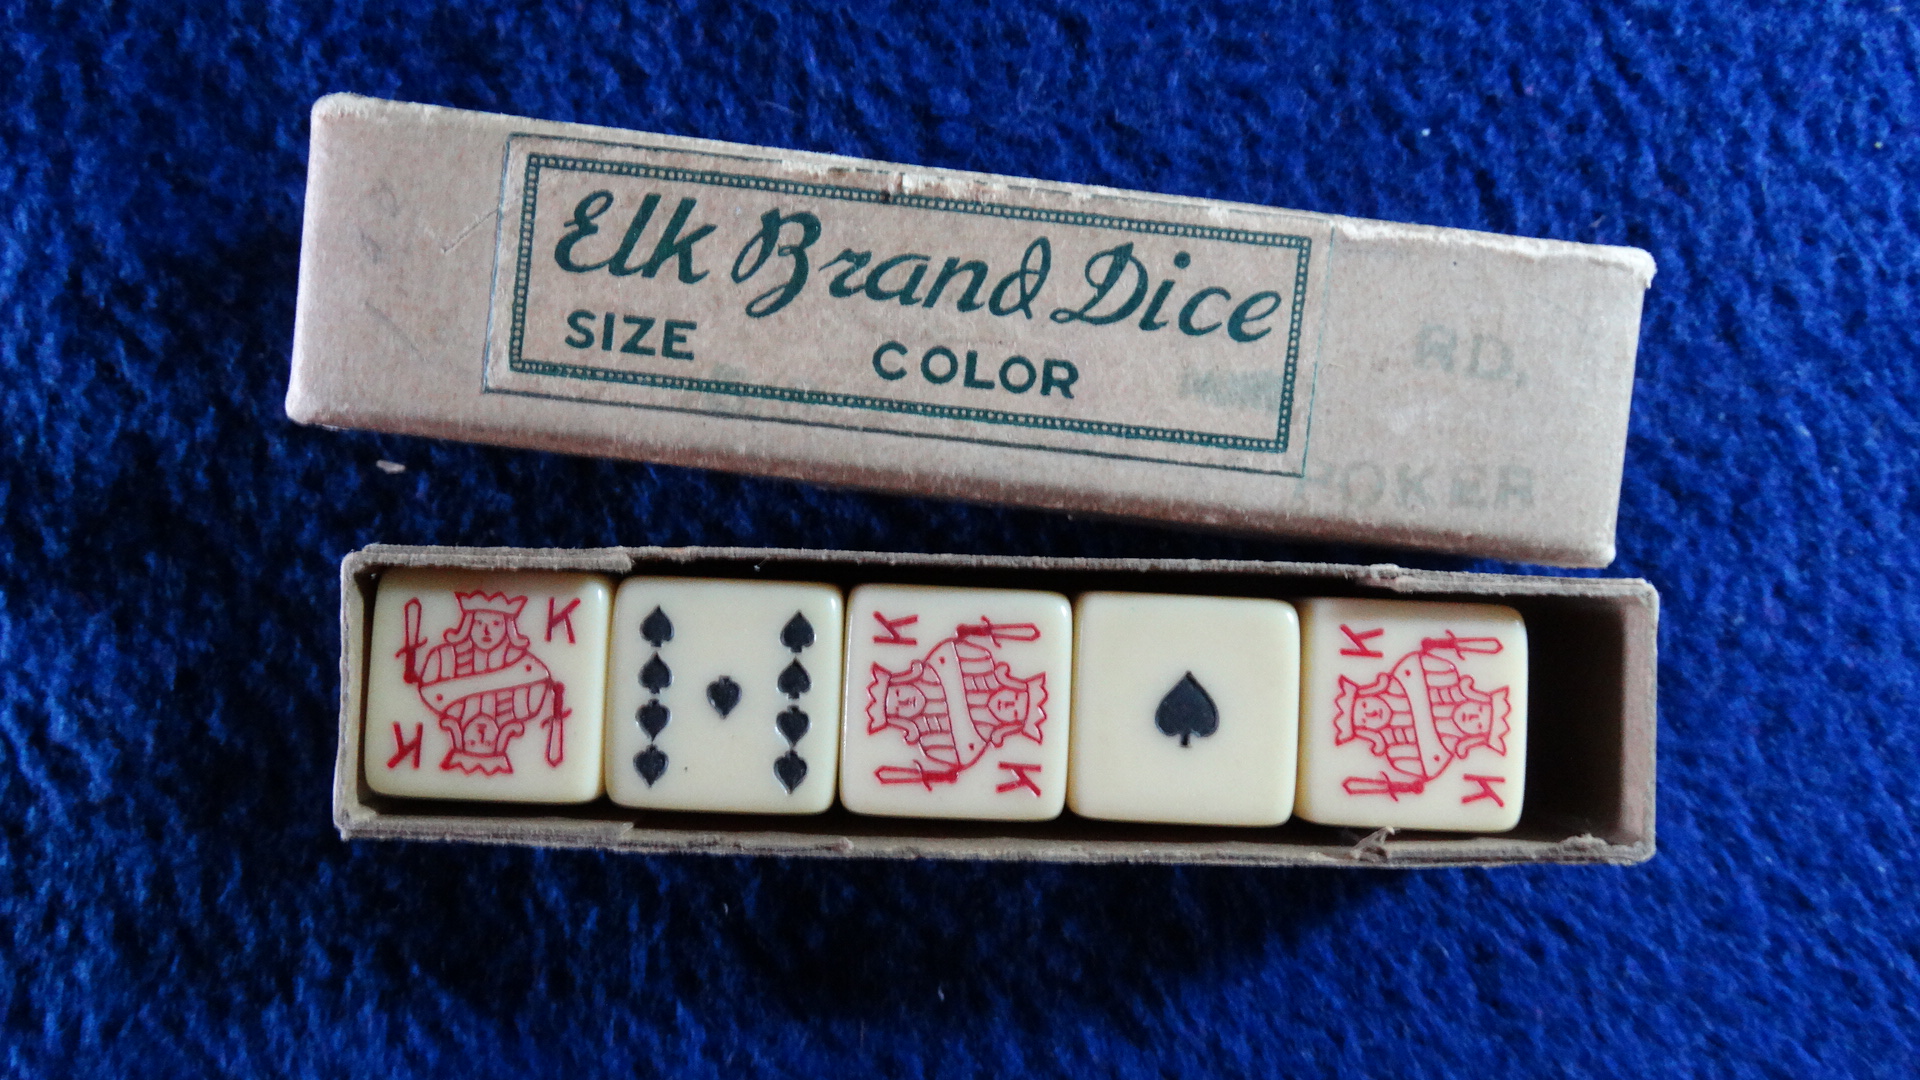 Elk Brand Dice
SIZE COLOR
RD.
POKER
K K K
K K K